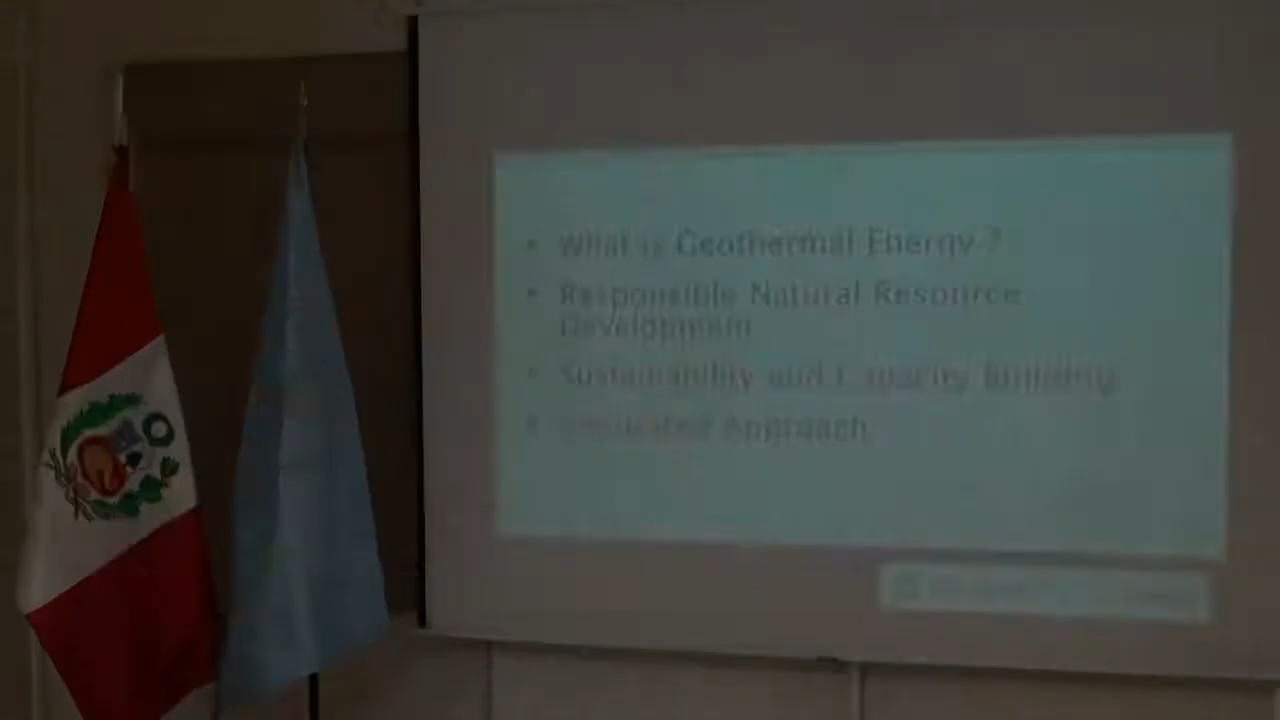 • What is Geothermal Energy ?
• Responsible Natural Resource
Development
• Sustainability and Capacity Building
• Approach